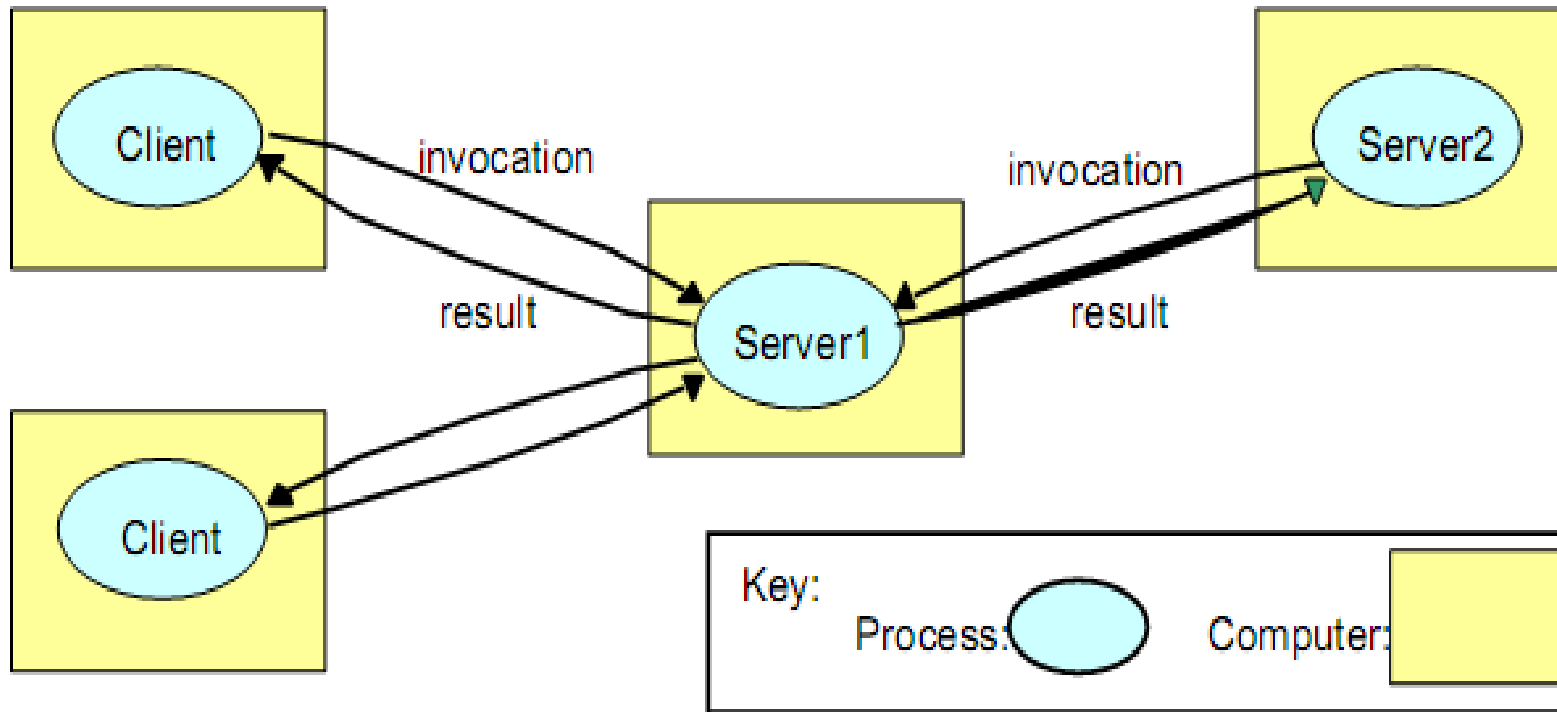 Client
invocation
result
Server1
invocation
result
Server2
Client
Key:
Process:
Computer: